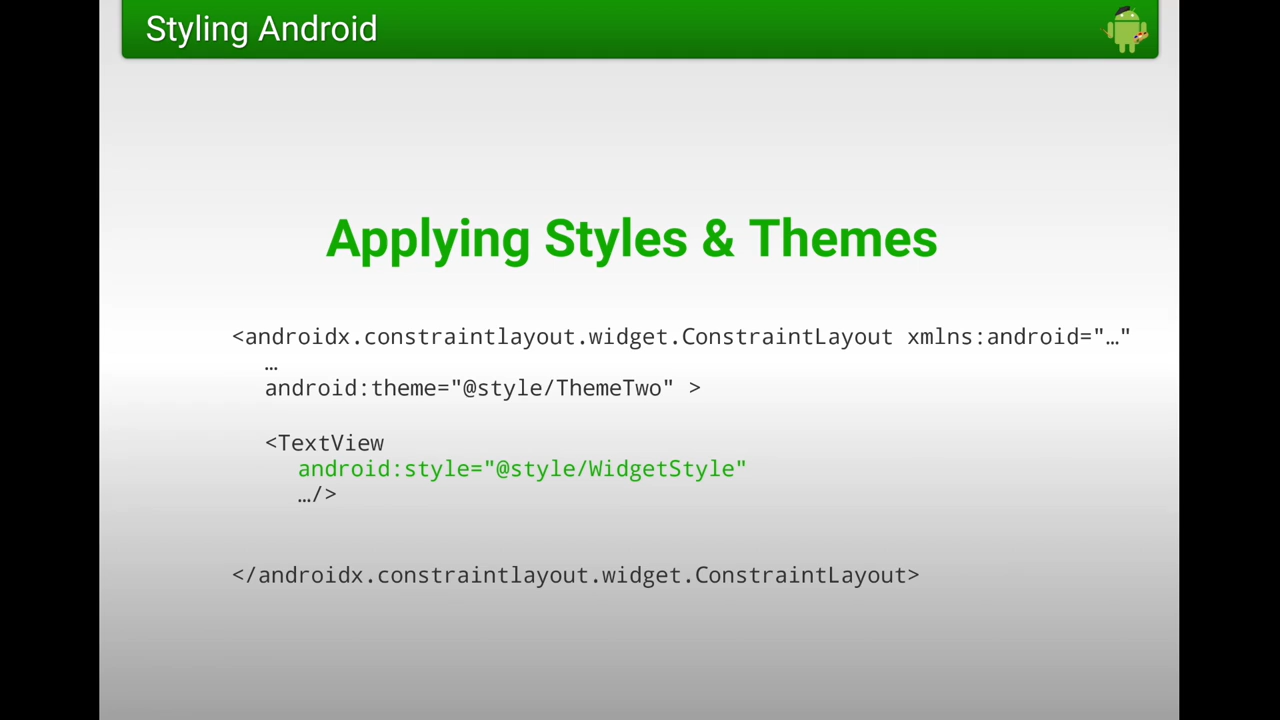 Styling Android
Applying Styles & Themes
<androidx.constraintlayout.widget.ConstraintLayout xmlns:android="…"
…
android:theme="@style/ThemeTwo" >
<TextView
android:style="@style/WidgetStyle"
…/>
</androidx.constraintlayout.widget.ConstraintLayout>